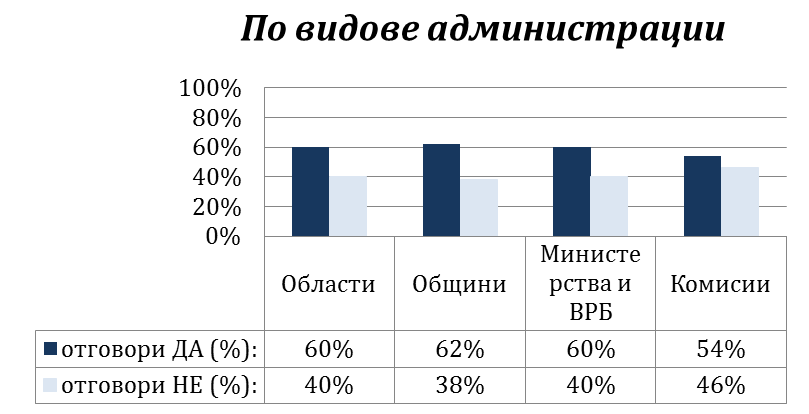 По видове администрации
100%
80%
60%
40%
20%
0%
Области
Общини
Министе
рства и
ВРБ
Комисии
отговори ДА (%): 60% 62% 60% 54%
отговори НЕ (%): 40% 38% 40% 46%